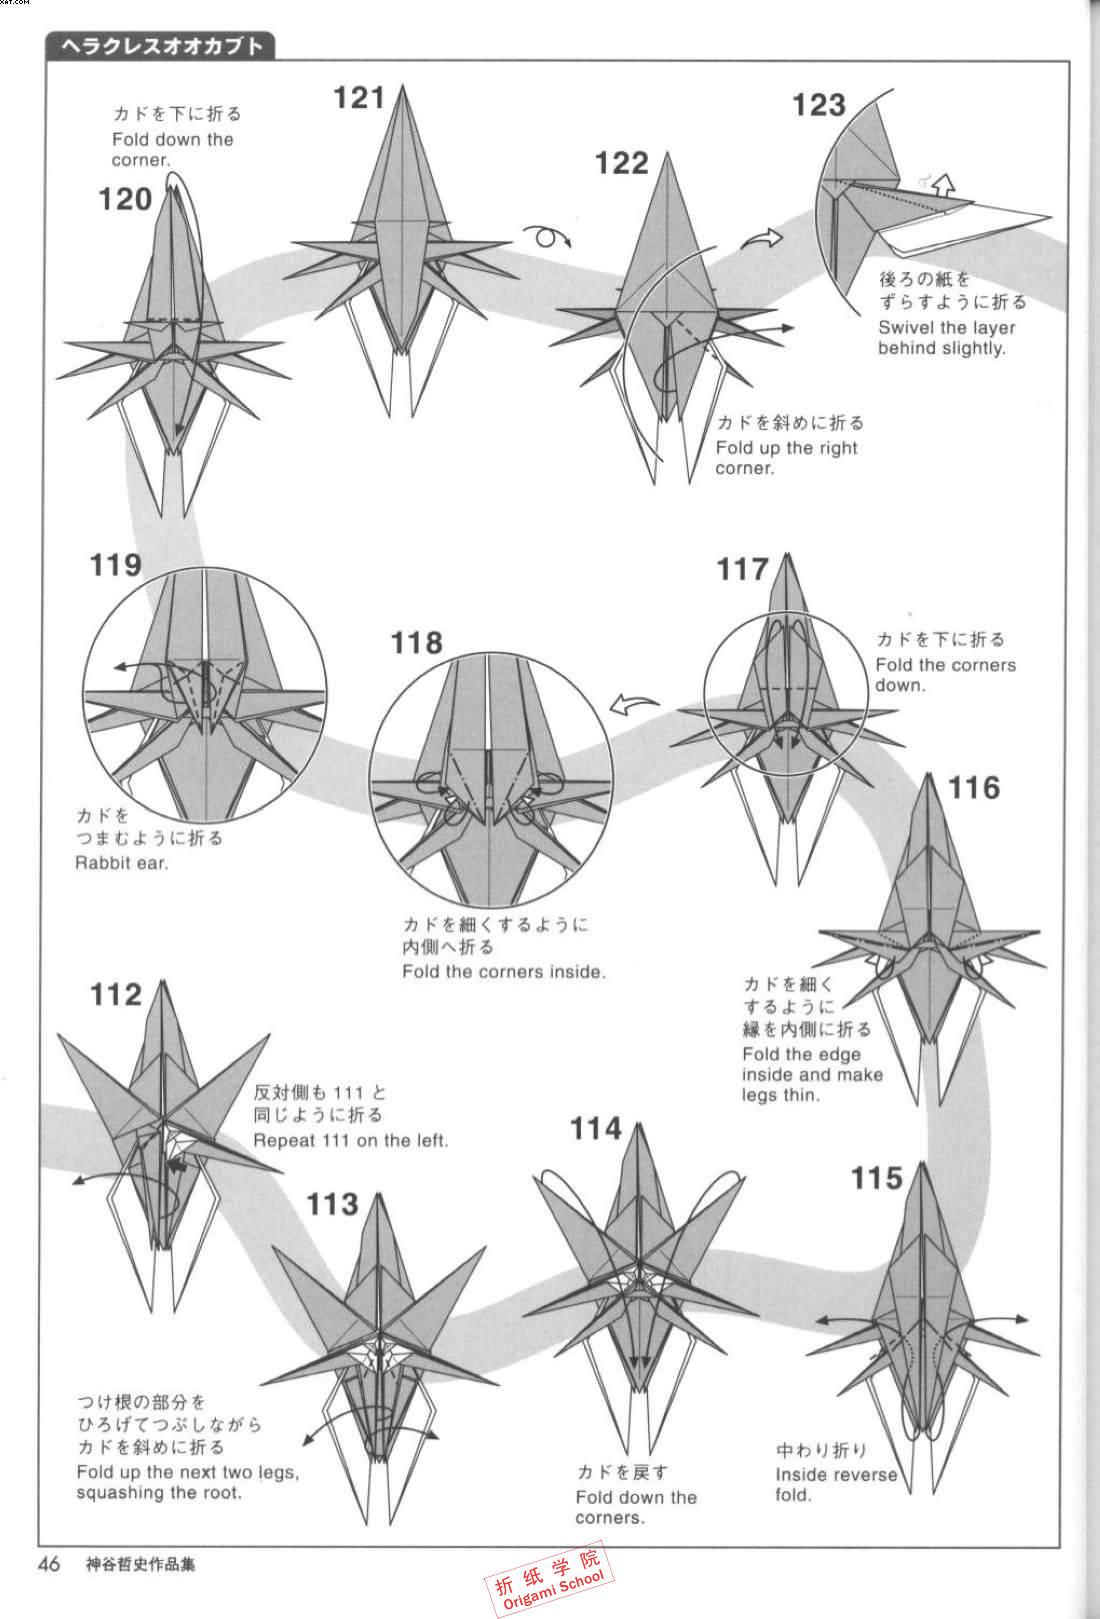 XAT.COM
ヘラクレスオオカブト
カドを下に折る
Fold down the
corner.
120
121
122
カドを斜めに折る
Fold up the right
corner.
123
後ろの紙を
ずらすように折る
Swivel the layer
behind slightly.
119
カドを
つまむように折る
Rabbit ear.
118
カドを細くするように
内側へ折る
Fold the corners inside.
117
カドを下に折る
Fold the corners
down.
116
カドを細く
するように
縁を内側に折る
Fold the edge
inside and make
legs thin.
112
反対側も 111 と
同じように折る
Repeat 111 on the left.
113
つけ根の部分を
ひろげてつぶしながら
カドを斜めに折る
Fold up the next two legs,
squashing the root.
114
カドを戻す
Fold down the
corners.
115
中わり折り
Inside reverse
fold.
46 神谷哲史作品集
折纸学院
Origami School